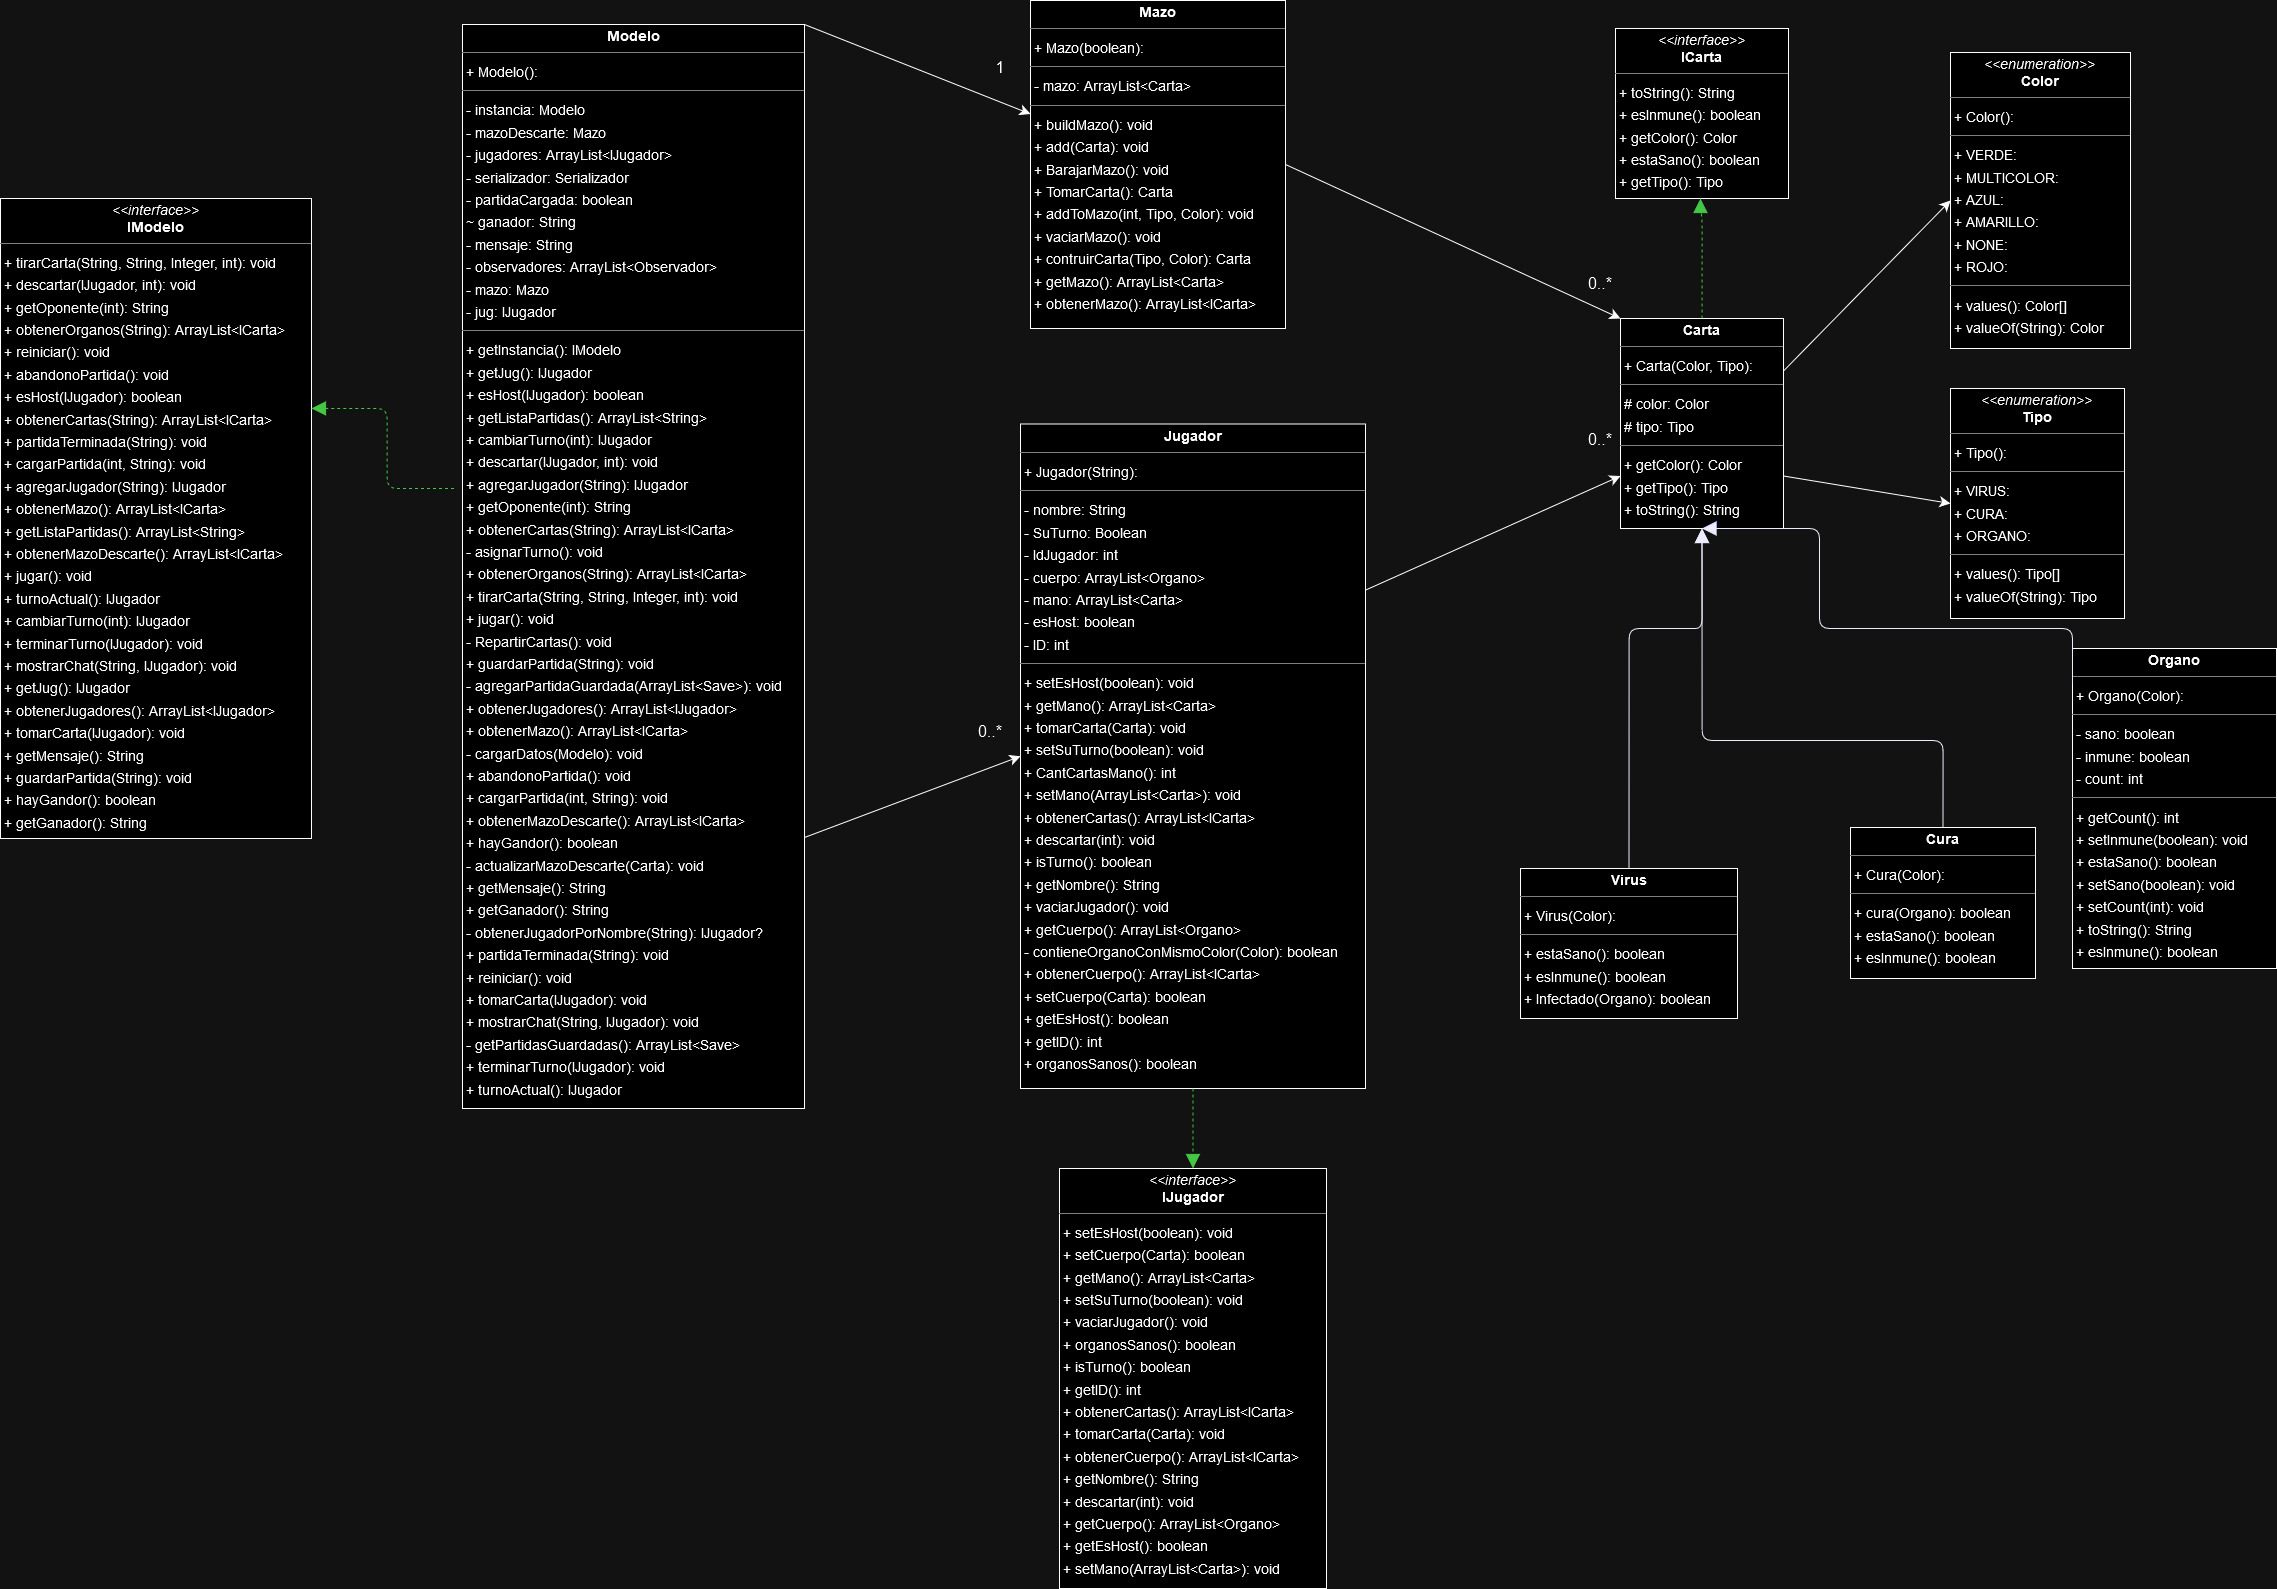 <<interface>>
IModelo
+ tirarCarta(String, String, Integer, int): void
+ descartar(IJugador, int): void
+ getOponente(int): String
+ obtenerOrganos(String): ArrayList<ICarta>
+ reiniciar(): void
+ abandonoPartida(): void
+ esHost(IJugador): boolean
+ obtenerCartas(String): ArrayList<ICarta>
+ partidaTerminada(String): void
+ cargarPartida(int, String): void
+ agregarJugador(String): IJugador
+ obtenerMazo(): ArrayList<ICarta>
+ getListaPartidas(): ArrayList<String>
+ obtenerMazoDescarte(): ArrayList<ICarta>
+ jugar(): void
+ turnoActual(): IJugador
+ cambiarTurno(int): IJugador
+ terminarTurno(IJugador): void
+ mostrarChat(String, IJugador): void
+ getJug(): IJugador
+ obtenerJugadores(): ArrayList<IJugador>
+ tomarCarta(IJugador): void
+ getMensaje(): String
+ guardarPartida(String): void
+ hayGandor(): boolean
+ getGanador(): String
Modelo
+ Modelo():
- instancia: Modelo
- mazoDescarte: Mazo
- jugadores: ArrayList<IJugador>
- serializador: Serializador
- partidaCargada: boolean
~ ganador: String
- mensaje: String
- observadores: ArrayList<Observador>
- mazo: Mazo
- jug: IJugador
+ getInstancia(): IModelo
+ getJug(): IJugador
+ esHost(IJugador): boolean
+ getListaPartidas(): ArrayList<String>
+ cambiarTurno(int): IJugador
+ descartar(IJugador, int): void
+ agregarJugador(String): IJugador
+ getOponente(int): String
+ obtenerCartas(String): ArrayList<ICarta>
- asignarTurno(): void
+ obtenerOrganos(String): ArrayList<ICarta>
+ tirarCarta(String, String, Integer, int): void
+ jugar(): void
- RepartirCartas(): void
+ guardarPartida(String): void
- agregarPartidaGuardada(ArrayList<Save>): void
+ obtenerJugadores(): ArrayList<IJugador>
+ obtenerMazo(): ArrayList<ICarta>
- cargarDatos(Modelo): void
+ abandonoPartida(): void
+ cargarPartida(int, String): void
+ obtenerMazoDescarte(): ArrayList<ICarta>
+ hayGandor(): boolean
- actualizarMazoDescarte(Carta): void
+ getMensaje(): String
+ getGanador(): String
- obtenerJugadorPorNombre(String): IJugador?
+ partidaTerminada(String): void
+ reiniciar(): void
+ tomarCarta(IJugador): void
+ mostrarChat(String, IJugador): void
- getPartidasGuardadas(): ArrayList<Save>
+ terminarTurno(IJugador): void
+ turnoActual(): IJugador
1
0..*
Mazo
+ Mazo(boolean):
- mazo: ArrayList<Carta>
+ buildMazo(): void
+ add(Carta): void
+ BarajarMazo(): void
+ TomarCarta(): Carta
+ addToMazo(int, Tipo, Color): void
+ vaciarMazo(): void
+ contruirCarta(Tipo, Color): Carta
+ getMazo(): ArrayList<Carta>
+ obtenerMazo(): ArrayList<ICarta>
Jugador
+ Jugador(String):
- nombre: String
- SuTurno: Boolean
- IdJugador: int
- cuerpo: ArrayList<Organo>
- mano: ArrayList<Carta>
- esHost: boolean
- ID: int
+ setEsHost(boolean): void
+ getMano(): ArrayList<Carta>
+ tomarCarta(Carta): void
+ setSuTurno(boolean): void
+ CantCartasMano(): int
+ setMano(ArrayList<Carta>): void
+ obtenerCartas(): ArrayList<ICarta>
+ descartar(int): void
+ isTurno(): boolean
+ getNombre(): String
+ vaciarJugador(): void
+ getCuerpo(): ArrayList<Organo>
- contieneOrganoConMismoColor(Color): boolean
+ obtenerCuerpo(): ArrayList<ICarta>
+ setCuerpo(Carta): boolean
+ getEsHost(): boolean
+ getID(): int
+ organosSanos(): boolean
<<interface>>
IJugador
+ setEsHost(boolean): void
+ setCuerpo(Carta): boolean
+ getMano(): ArrayList<Carta>
+ setSuTurno(boolean): void
+ vaciarJugador(): void
+ organosSanos(): boolean
+ isTurno(): boolean
+ getID(): int
+ obtenerCartas(): ArrayList<ICarta>
+ tomarCarta(Carta): void
+ obtenerCuerpo(): ArrayList<ICarta>
+ getNombre(): String
+ descartar(int): void
+ getCuerpo(): ArrayList<Organo>
+ getEsHost(): boolean
+ setMano(ArrayList<Carta>): void
<<interface>>
ICarta
+ toString(): String
+ esInmune(): boolean
+ getColor(): Color
+ estaSano(): boolean
+ getTipo(): Tipo
0..*
0..*
Carta
+ Carta(Color, Tipo):
# color: Color
# tipo: Tipo
+ getColor(): Color
+ getTipo(): Tipo
+ toString(): String
<<enumeration>>
Color
+ Color():
+ VERDE:
+ MULTICOLOR:
+ AZUL:
+ AMARILLO:
+ NONE:
+ ROJO:
+ values(): Color[]
+ valueOf(String): Color
<<enumeration>>
Tipo
+ Tipo():
+ VIRUS:
+ CURA:
+ ORGANO:
+ values(): Tipo[]
+ valueOf(String): Tipo
Virus
+ Virus(Color):
+ estaSano(): boolean
+ esInmune(): boolean
+ Infectado(Organo): boolean
Cura
+ Cura(Color):
+ cura(Organo): boolean
+ estaSano(): boolean
+ esInmune(): boolean
Organo
+ Organo(Color):
- sano: boolean
- inmune: boolean
- count: int
+ getCount(): int
+ setInmune(boolean): void
+ estaSano(): boolean
+ setSano(boolean): void
+ setCount(int): void
+ toString(): String
+ esInmune(): boolean